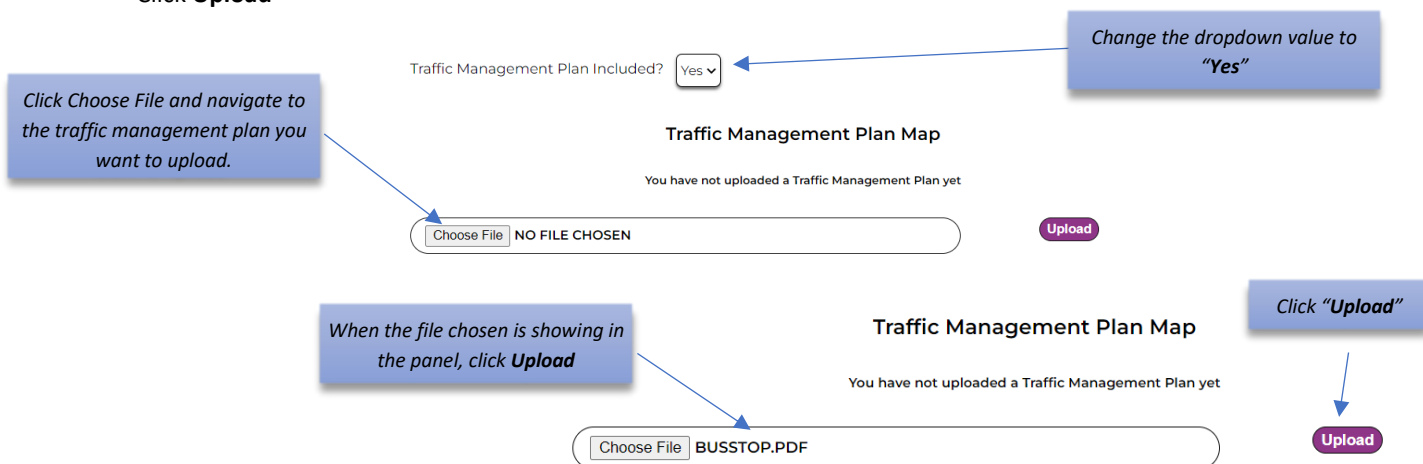 Click Upload
Change the dropdown value to
“Yes”
Traffic Management Plan Included? Yes
Click Choose File and navigate to
the traffic management plan you
want to upload.
Traffic Management Plan Map
You have not uploaded a Traffic Management Plan yet
Choose File NO FILE CHOSEN
Upload
When the file chosen is showing in
the panel, click Upload
Traffic Management Plan Map
Click “Upload”
You have not uploaded a Traffic Management Plan yet
Choose File BUSSTOP.PDF
Upload